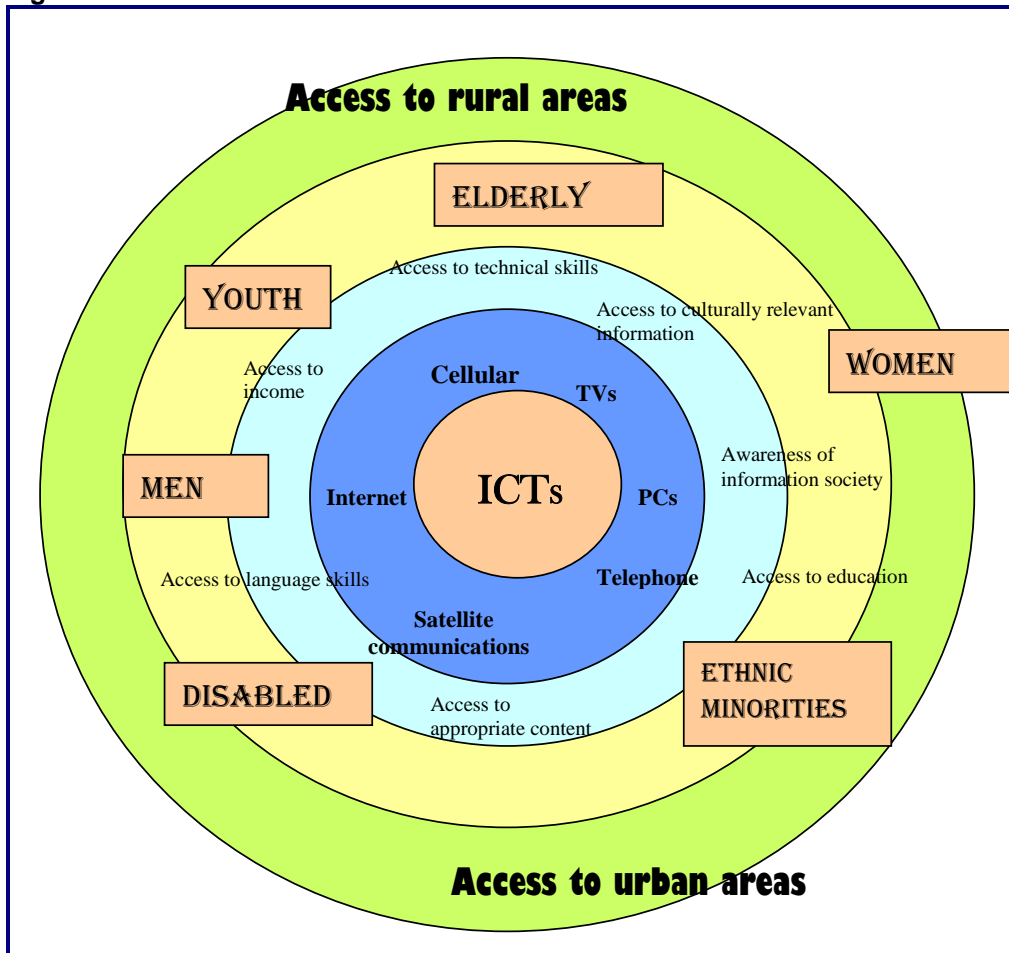 Access to rural areas
ELDERLY
Access to technical skills
YOUTH
Access to culturally relevant
information
WOMEN
Access to
income
Cellular
TVs
Awareness of
information society
MEN
Internet
ICTs
PCs
Access to language skills
Telephone
Access to education
Satellite
communications
DISABLED
ETHNIC
MINORITIES
Access to
appropriate content
Access to urban areas